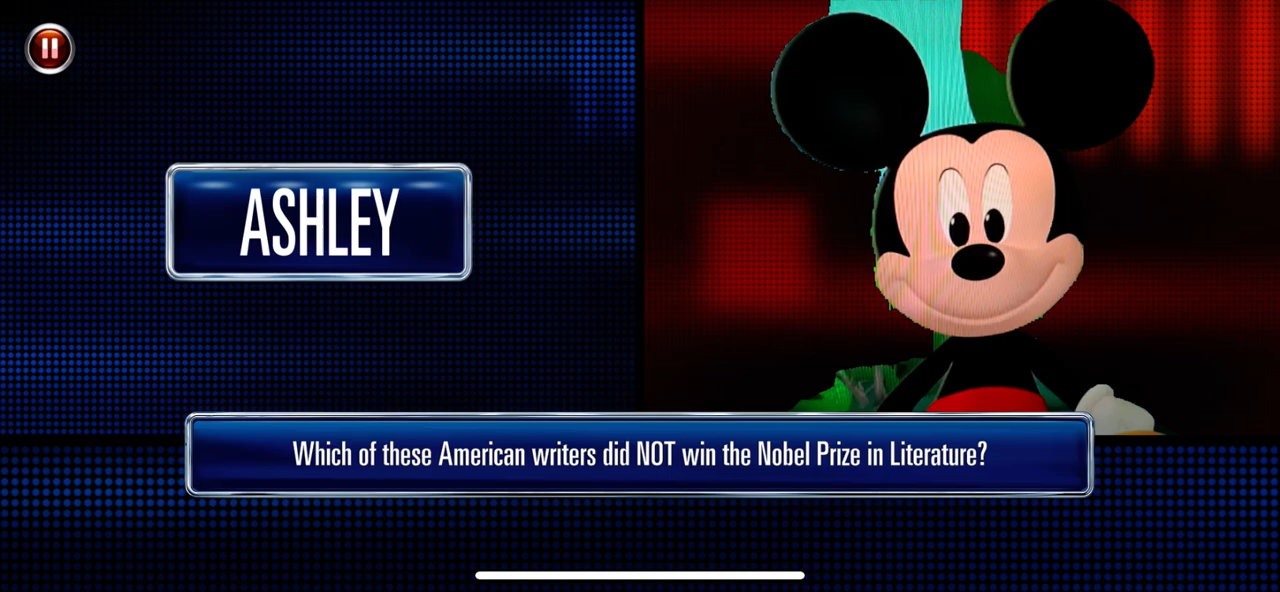 ASHLEY
Which of these American writers did NOT win the Nobel Prize in Literature?